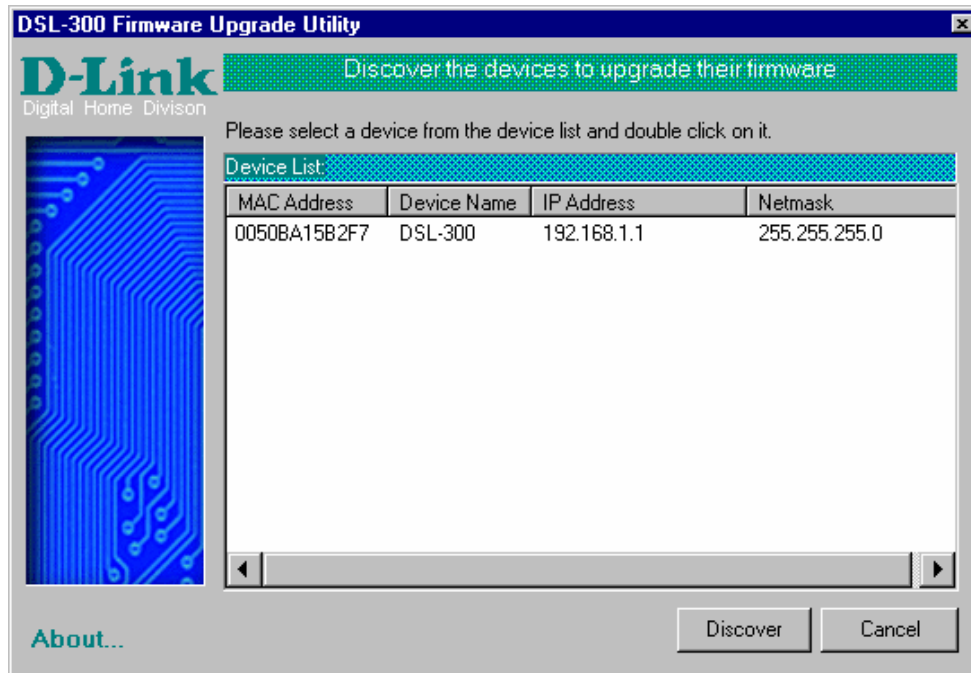 DSL-300 Firmware Upgrade Utility
D-Link
Digital Home Divison
Discover the devices to upgrade their firmware
Please select a device from the device list and double click on it.
Device List:
MAC Address Device Name IP Address Netmask
0050BA15B2F7 DSL-300 192.168.1.1 255.255.255.0
About...
Discover Cancel